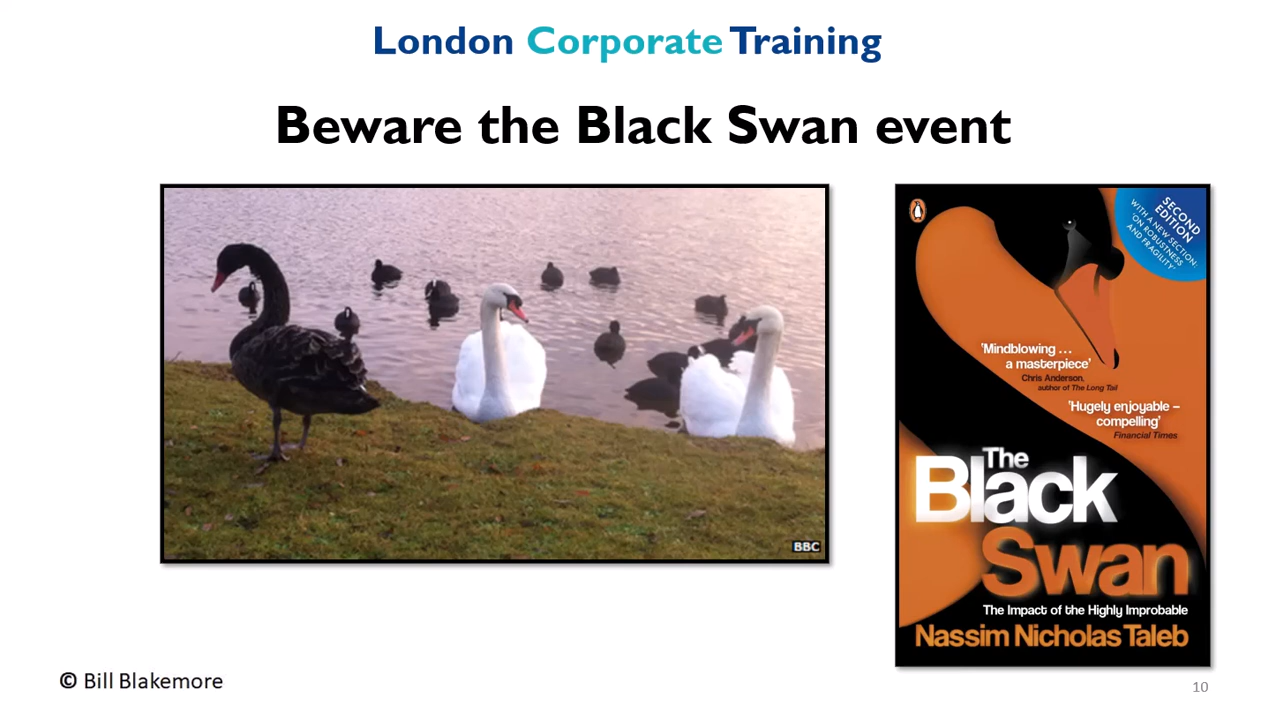 London Corporate Training
Beware the Black Swan event
BBC
SECOND
EDITION
WITH A NEW SECTION:
'ON ROBUSTNESS
AND FRAGILITY'
'Mindblowing ...
a masterpiece'
Chris Anderson,
author of The Long Tail
'Hugely enjoyable –
compelling'
Financial Times
The
Black
Swan
The Impact of the Highly Improbable
Nassim Nicholas Taleb
© Bill Blakemore
10